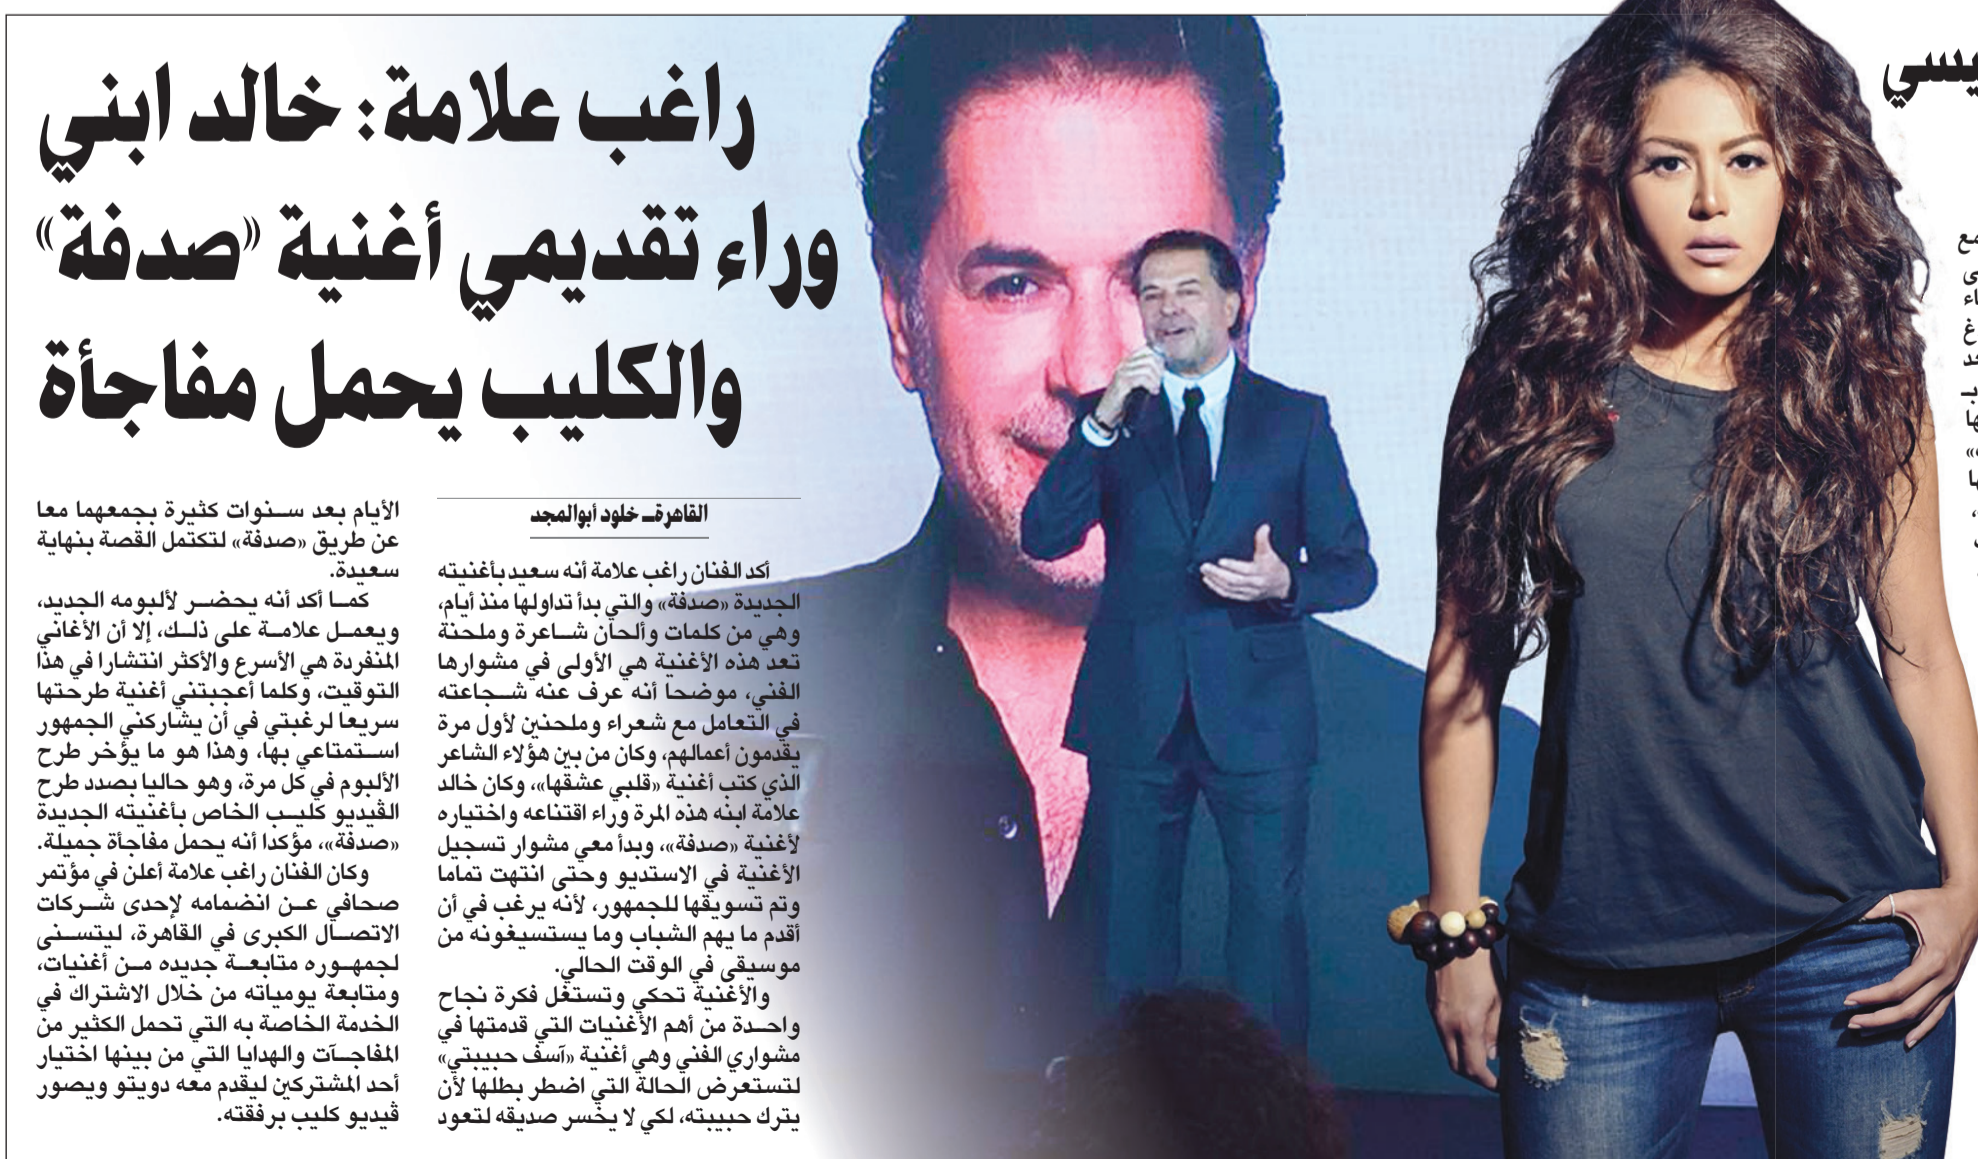 راغب علامة: خالد ابني
وراء تقديمي أغنية «صدفة»
والكليب يحمل مفاجأة
القاهرة ـ خلود أبوالمجد
أكد الفنان راغب علامة أنه سعيد بأغنيته
الجديدة «صدفة» والتي بدأ تداولها منذ أيام،
وهي من كلمات وألحان شاعرة وملحنة
تعد هذه الأغنية هي الأولى في مشوارها
الفني، موضحا أنه عرف عنه شجاعته
في التعامل مع شعراء وملحنين لأول مرة
يقدمون أعمالهم، وكان من بين هؤلاء الشاعر
الذي كتب أغنية «قلبي عشقها»، وكان خالد
علامة ابنه هذه المرة وراء اقتناعه واختياره
لأغنية «صدفة»، وبدأ معي مشوار تسجيل
الأغنية في الاستديو وحتى انتهت تماما
وتم تسويقها للجمهور، لأنه يرغب في أن
أقدم ما يهم الشباب وما يستسيغونه من
موسيقى في الوقت الحالي.
والأغنية تحكي وتستغل فكرة نجاح
واحدة من أهم الأغنيات التي قدمتها في
مشواري الفني وهي أغنية «آسف حبيبتي»
لتستعرض الحالة التي اضطر بطلها لأن
يترك حبيبته، لكي لا يخسر صديقه لتعود
الأيام بعد سنوات كثيرة بجمعهما معا
عن طريق «صدفة» لتكتمل القصة بنهاية
سعيدة.
كما أكد أنه يحضر لألبومه الجديد،
ويعمل علامة على ذلك، إلا أن الأغاني
المنفردة هي الأسرع والأكثر انتشارا في هذا
التوقيت، وكلما أعجبتني أغنية طرحتها
سريعا لرغبتي في أن يشاركني الجمهور
استمتاعي بها، وهذا هو ما يؤخر طرح
الألبوم في كل مرة، وهو حاليا بصدد طرح
الڤيديو كليب الخاص بأغنيته الجديدة
«صدفة»، مؤكدا أنه يحمل مفاجأة جميلة.
وكان الفنان راغب علامة أعلن في مؤتمر
صحافي عن انضمامه لإحدى شركات
الاتصال الكبرى في القاهرة، ليتسنى
لجمهوره متابعة جديده من أغنيات،
ومتابعة يومياته من خلال الاشتراك في
الخدمة الخاصة به التي تحمل الكثير من
المفاجآت والهدايا التي من بينها اختيار
أحد المشتركين ليقدم معه دويتو ويصور
ڤيديو كليب برفقته.